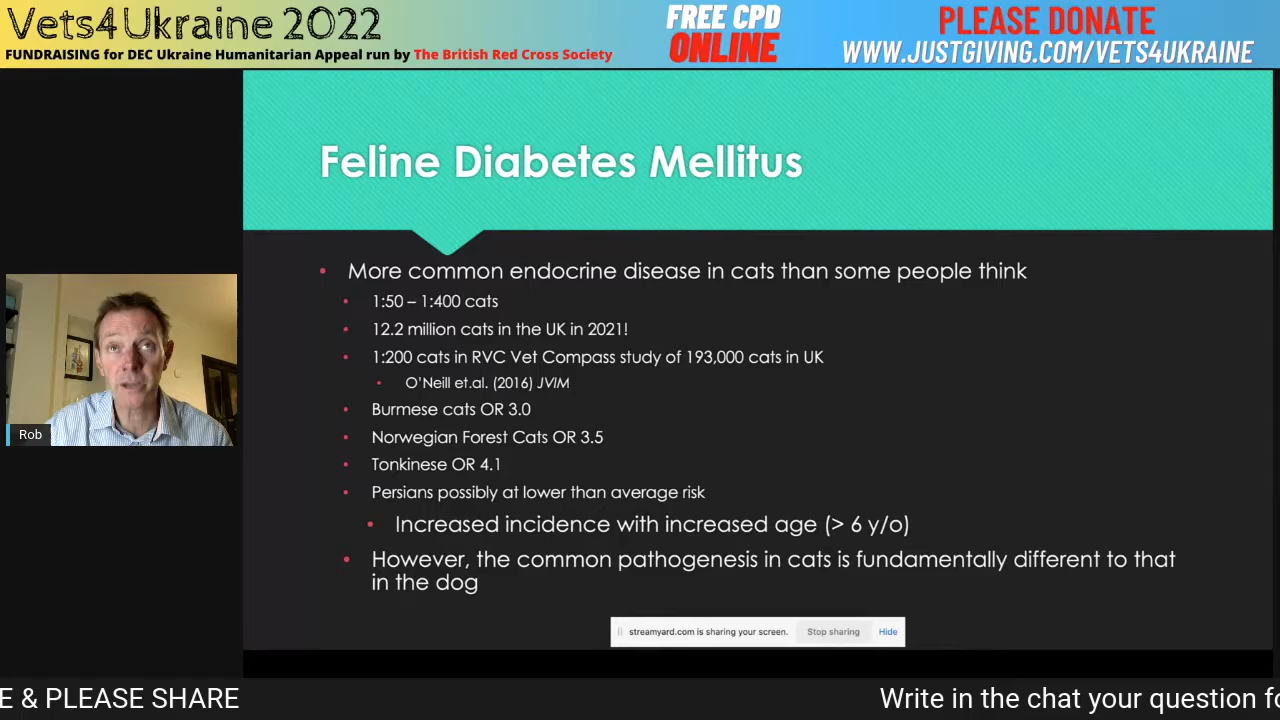 Vets4Ukraine 2022
FUNDRAISING for DEC Ukraine Humanitarian Appeal run by The British Red Cross Society
FREE CPD
ONLINE
PLEASE DONATE
WWW.JUSTGIVING.COM/VETS4UKRAINE
Feline Diabetes Mellitus
• More common endocrine disease in cats than some people think
• 1:50 – 1:400 cats
• 12.2 million cats in the UK in 2021!
• 1:200 cats in RVC Vet Compass study of 193,000 cats in UK
• O'Neill et.al. (2016) JVIM
• Burmese cats OR 3.0
• Norwegian Forest Cats OR 3.5
• Tonkinese OR 4.1
• Persians possibly at lower than average risk
• Increased incidence with increased age (> 6 y/o)
• However, the common pathogenesis in cats is fundamentally different to that
in the dog
Rob
streamyard.com is sharing your screen. Stop sharing Hide
E & PLEASE SHARE Write in the chat your question fo